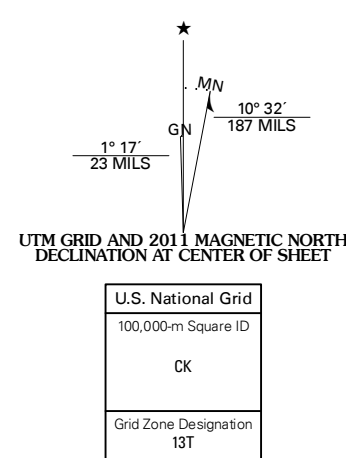 ★
MN
GN
10° 32´
187 MILS
1° 17´
23 MILS
UTM GRID AND 2011 MAGNETIC NORTH
DECLINATION AT CENTER OF SHEET
U.S. National Grid
100,000-m Square ID
CK
Grid Zone Designation
13T